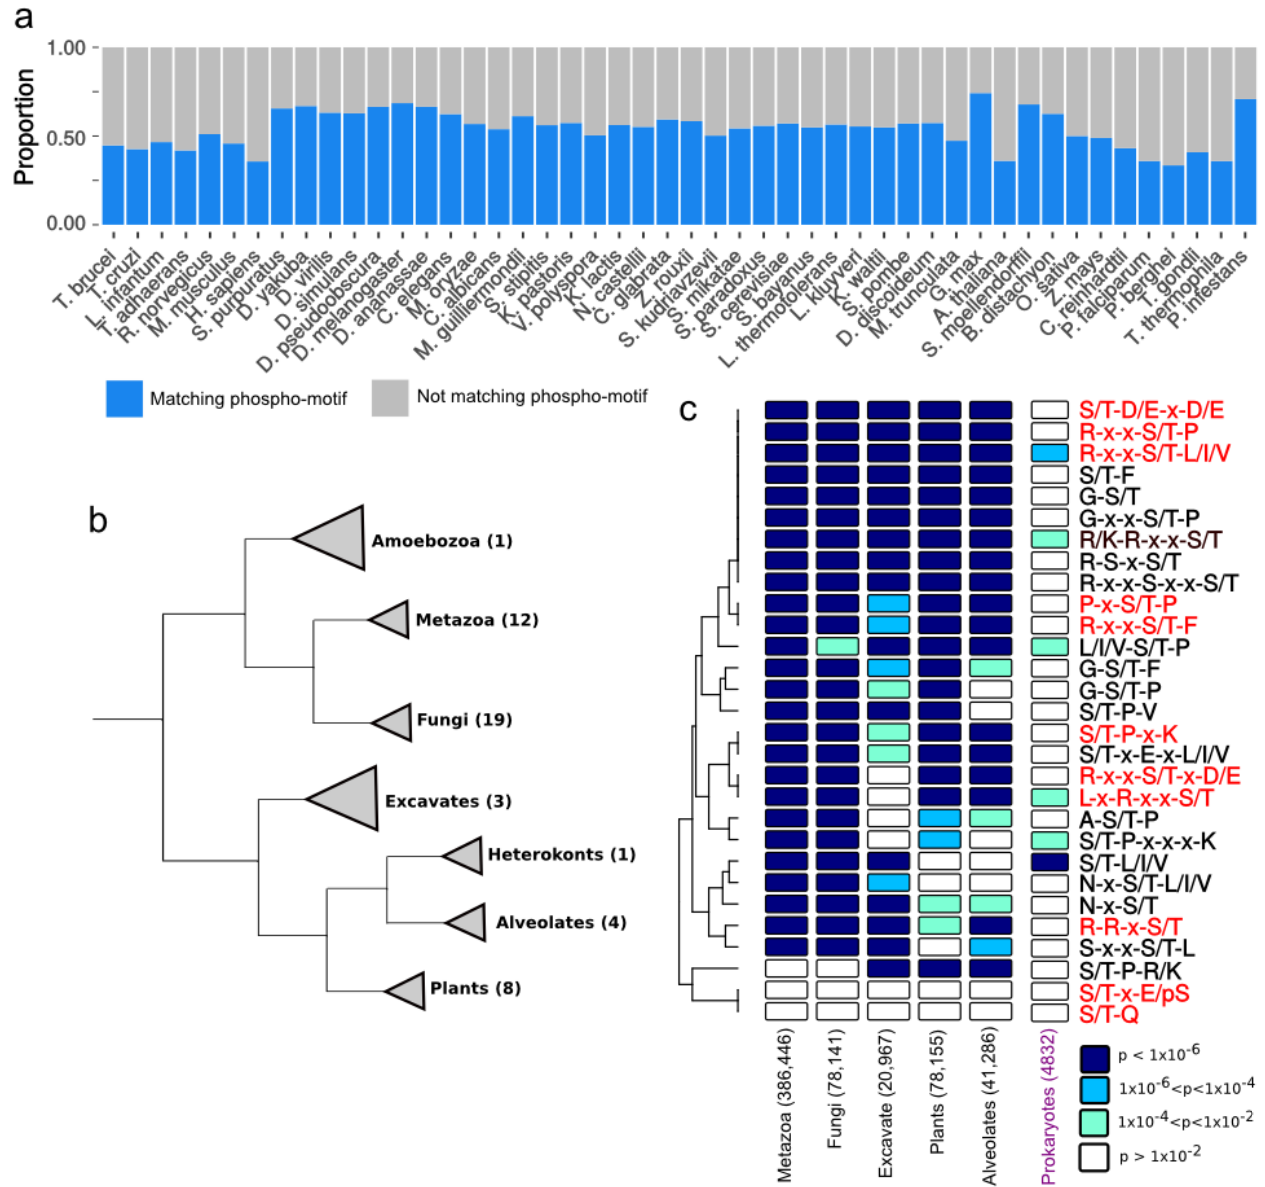 a
1.00
0.50
0.00
Proportion
T. brucei
T. cruzi
L. infantum
T. adhaerens
R. norvegicus
M. musculus
H. sapiens
S. purpuratus
D. yakuba
D. virilis
D. simulans
D. pseudoobscura
D. melanogaster
D. ananassae
C. elegans
M. oryzae
C. albicans
M. guilliermondii
S. stipitis
K. pastoris
V. polyspora
K. lactis
N. castellii
C. glabrata
Z. rouxii
S. kudriavzevii
S. mikatae
S. paradoxus
S. cerevisiae
S. bayanus
L. thermotolerans
L. kluyveri
K. waltii
S. pombe
D. discoideum
M. trunculata
G. max
A. thaliana
S. moellendorffii
B. distachyon
O. sativa
Z. mays
C. reinhardtii
P. falciparum
P. berghei
T. gondii
T. thermophila
P. infestans
Matching phospho-motif
Not matching phospho-motif
b
Amoebozoa (1)
Metazoa (12)
Fungi (19)
Excavates (3)
Heterokonts (1)
Alveolates (4)
Plants (8)
c
S/T-D/E-x-D/E
R-x-x-S/T-P
R-x-x-S/T-L/I/V
S/T-F
G-S/T
G-x-x-S/T-P
R/K-R-x-x-S/T
R-S-x-S/T
R-x-x-S-x-x-S/T
P-x-S/T-P
R-x-x-S/T-F
L/I/V-S/T-P
G-S/T-F
G-S/T-P
S/T-P-V
S/T-P-x-K
S/T-x-E-x-L/I/V
R-x-x-S/T-x-D/E
L-x-R-x-x-S/T
A-S/T-P
S/T-P-x-x-x-K
S/T-L/I/V
N-x-S/T-L/I/V
N-x-S/T
R-R-x-S/T
S-x-x-S/T-L
S/T-P-R/K
S/T-x-E/pS
S/T-Q
Metazoa (386,446)
Fungi (78,141)
Excavate (20,967)
Plants (78,155)
Alveolates (41,286)
Prokaryotes (4832)
p < 1x10⁻⁶
1x10⁻⁶<p<1x10⁻⁴
1x10⁻⁴<p<1x10⁻²
p > 1x10⁻²